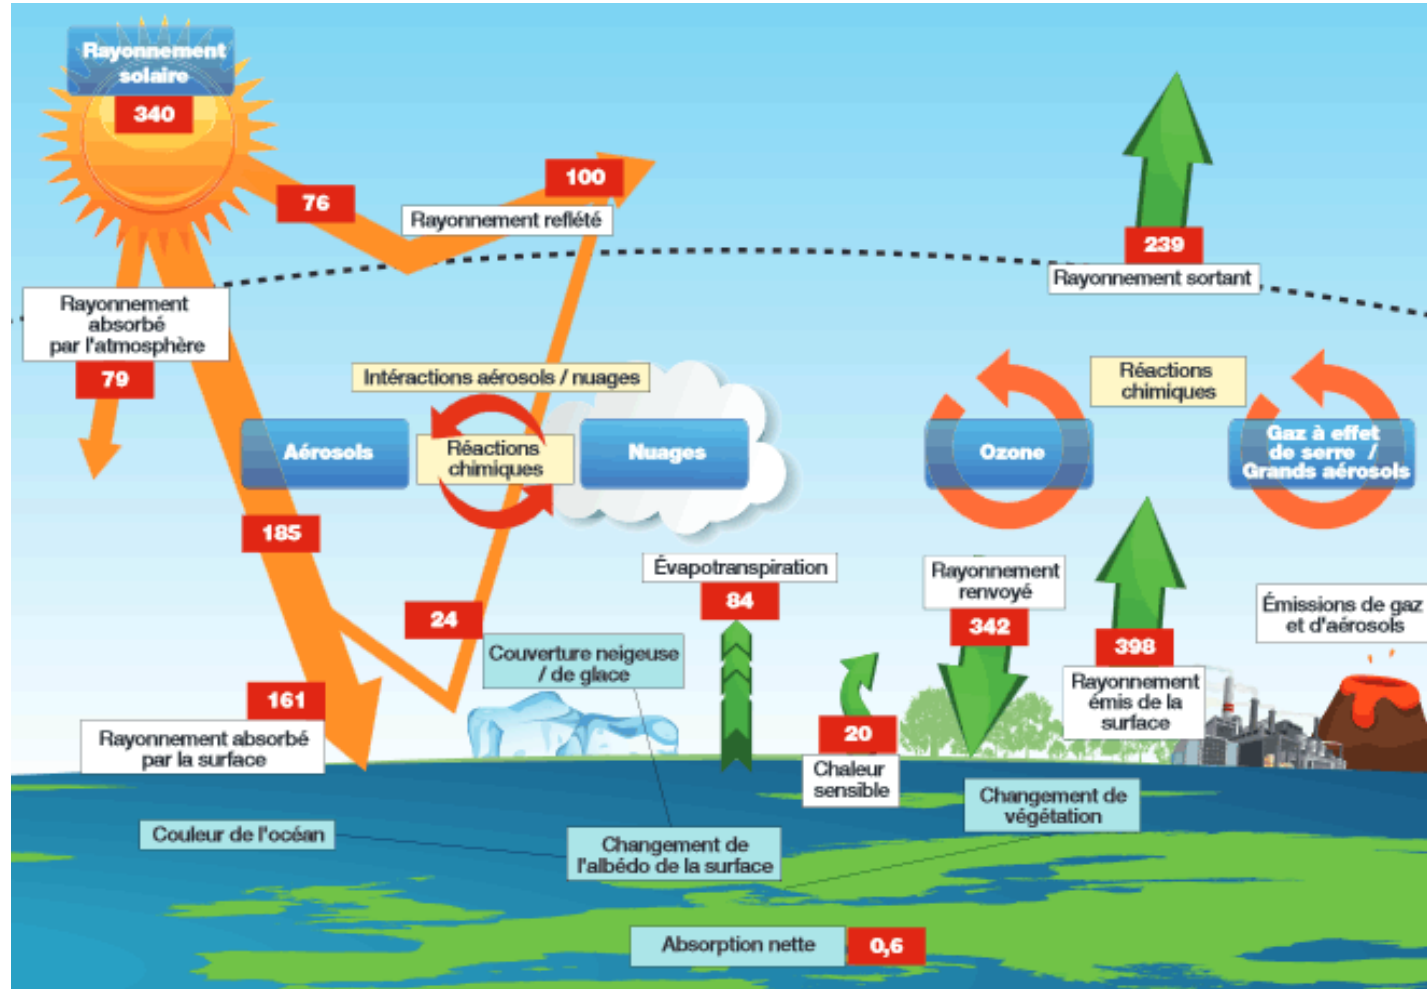 Rayonnement
solaire
340
76
100
Rayonnement reflété
239
Rayonnement sortant
Rayonnement
absorbé
par l'atmosphère
79
Intéractions aérosols / nuages
Aérosols
Réactions
chimiques
Nuages
Ozone
Réactions
chimiques
Gaz à effet
de serre /
Grands aérosols
185
Évapotranspiration
84
Rayonnement
renvoyé
342
398
Rayonnement
émis de la
surface
Émissions de gaz
et d'aérosols
24
Couverture neigeuse
/ de glace
161
Rayonnement absorbé
par la surface
20
Chaleur
sensible
Changement de
végétation
Couleur de l'océan
Changement de
l'albédo de la surface
Absorption nette
0,6